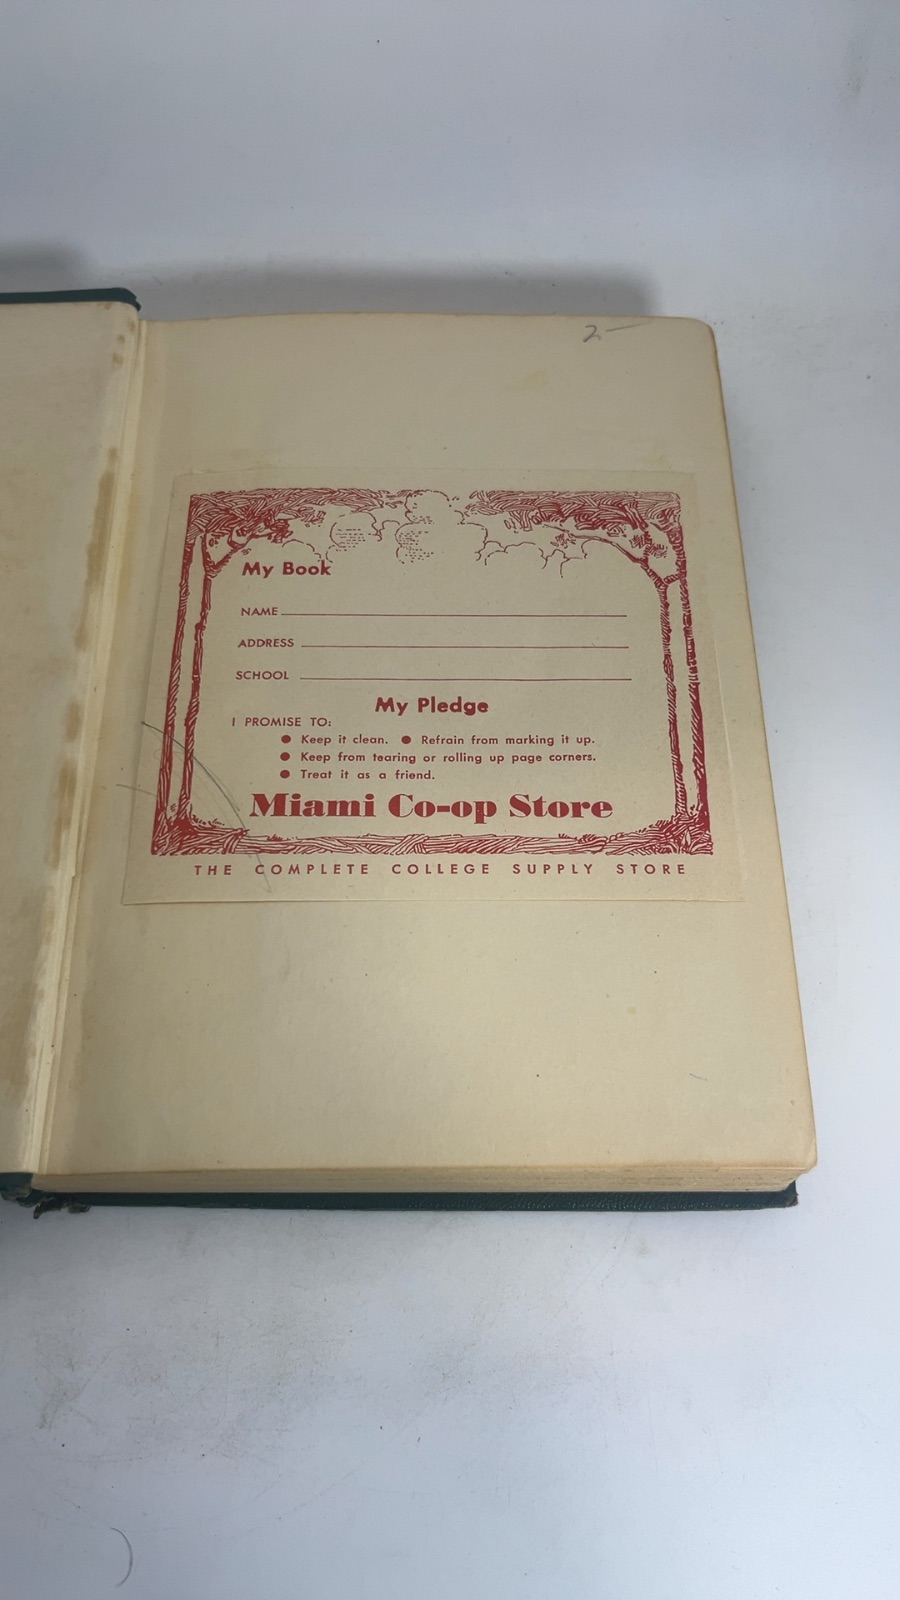 2-
My Book
NAME
ADDRESS
SCHOOL
My Pledge
I PROMISE TO:
● Keep it clean. ● Refrain from marking it up.
● Keep from tearing or rolling up page corners.
● Treat it as a friend.
Miami Co-op Store
THE COMPLETE COLLEGE SUPPLY STORE